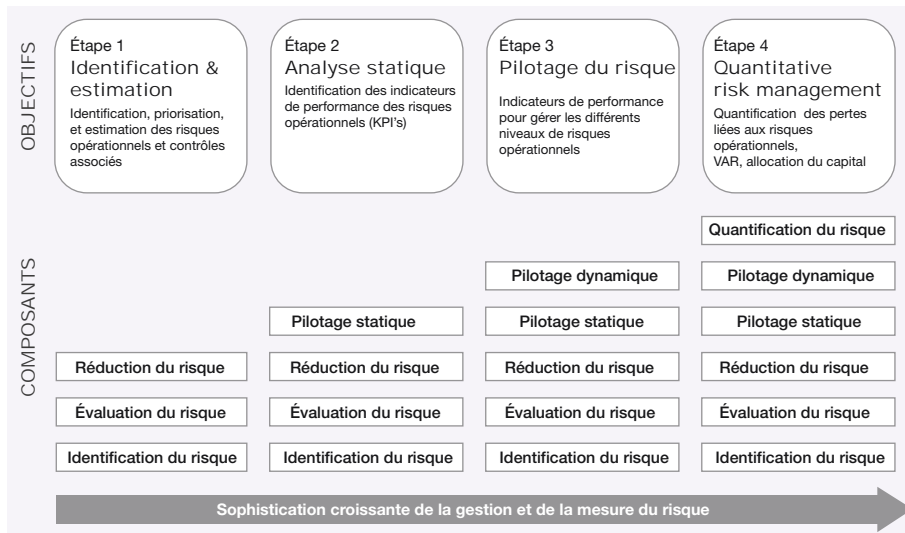 OBJECTIFS
Étape 1
Identification &
estimation
Identification, priorisation,
et estimation des risques
opérationnels et contrôles
associés
Étape 2
Analyse statique
Identification des indicateurs
de performance des risques
opérationnels (KPI's)
Étape 3
Pilotage du risque
Indicateurs de performance
pour gérer les différents
niveaux de risques
opérationnels
Étape 4
Quantitative
risk management
Quantification des pertes
liées aux risques
opérationnels,
VAR, allocation du capital
COMPOSANTS
Quantification du risque
Pilotage dynamique
Pilotage dynamique
Pilotage statique
Pilotage statique
Pilotage statique
Réduction du risque
Réduction du risque
Réduction du risque
Réduction du risque
Évaluation du risque
Évaluation du risque
Évaluation du risque
Évaluation du risque
Identification du risque
Identification du risque
Identification du risque
Identification du risque
Sophistication croissante de la gestion et de la mesure du risque